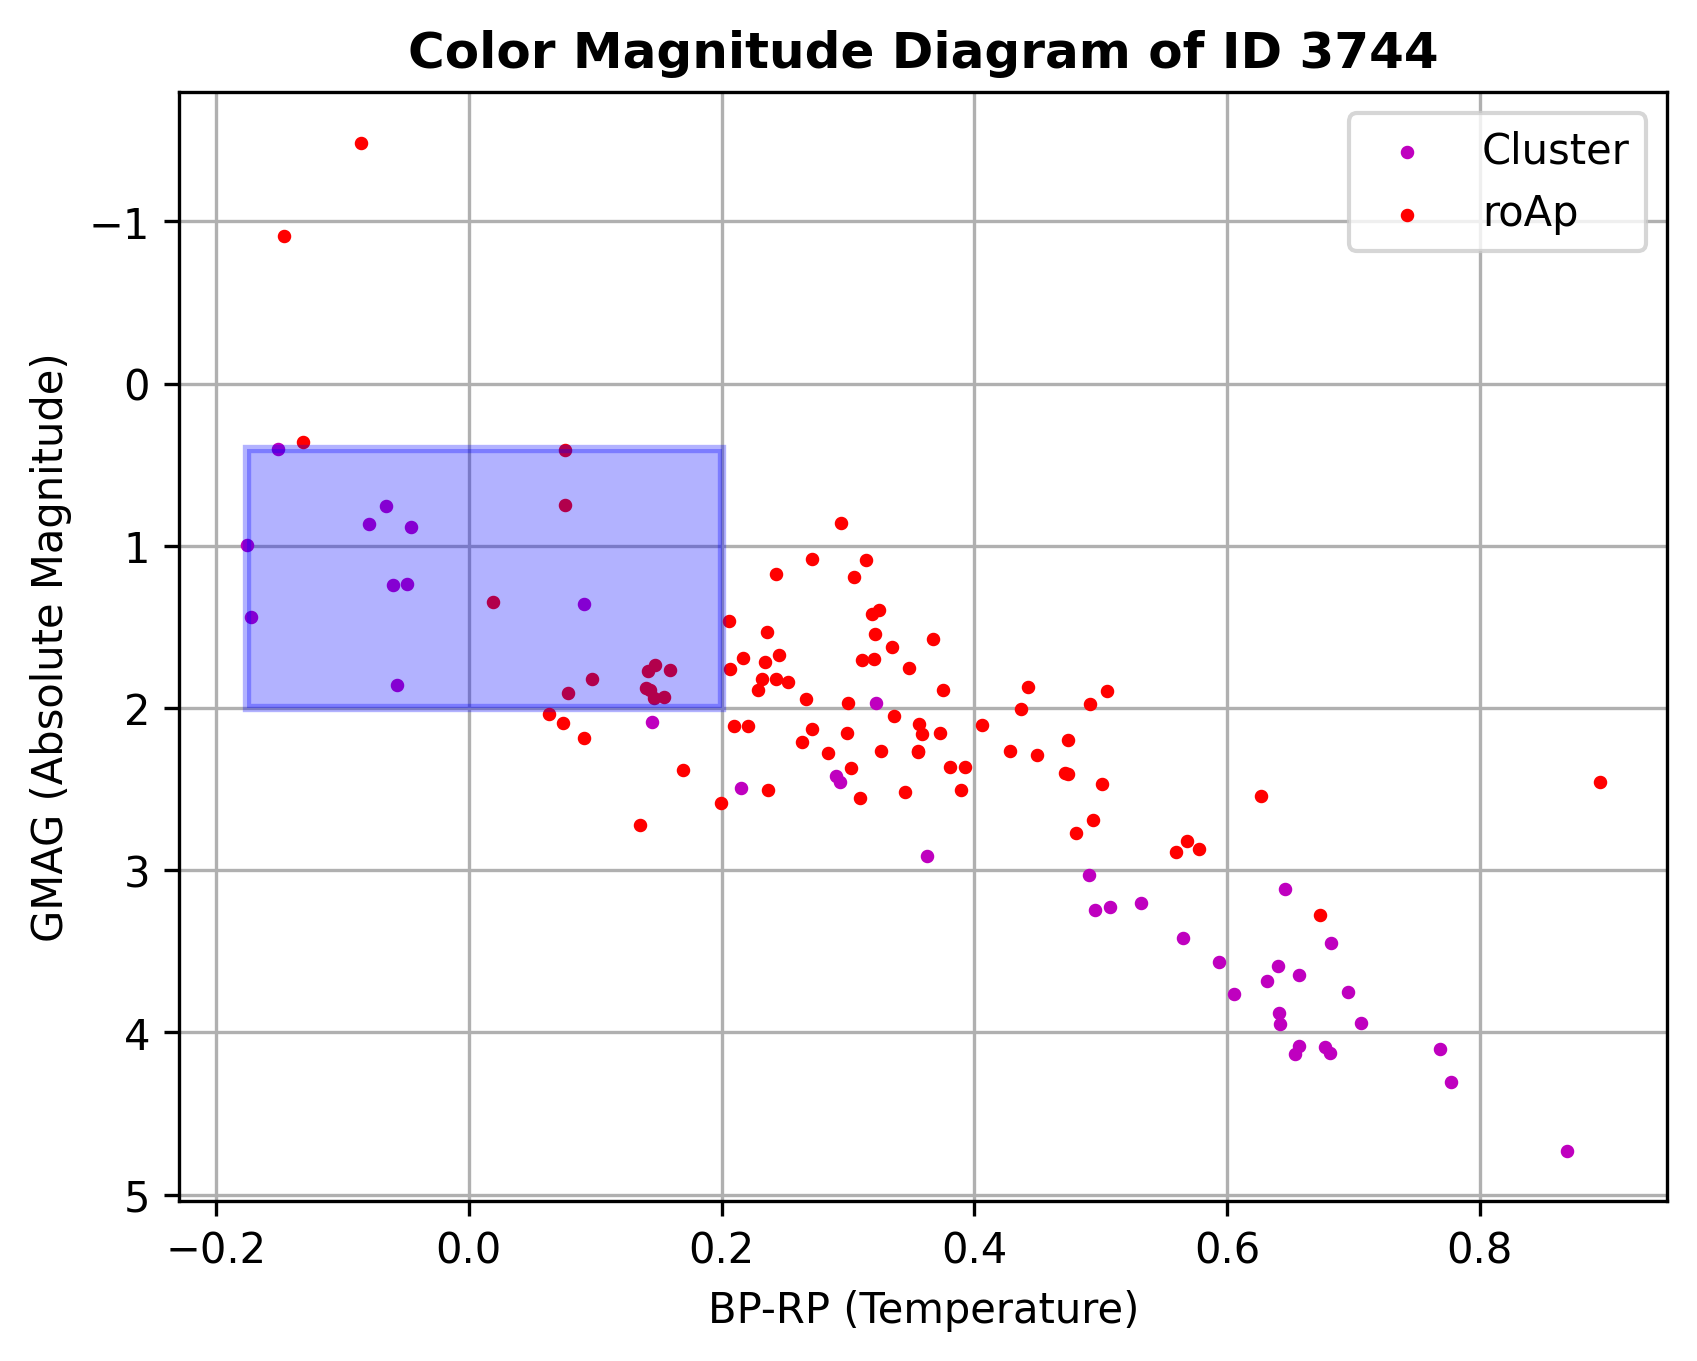 Color Magnitude Diagram of ID 3744
Cluster
roAp
GMAG (Absolute Magnitude)
−1
0
1
2
3
4
5
−0.2
0.0
0.2
0.4
0.6
0.8
BP-RP (Temperature)